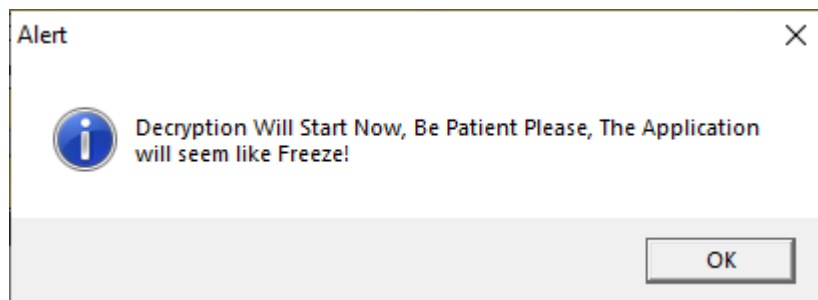 Alert
Decryption Will Start Now, Be Patient Please, The Application
will seem like Freeze!
OK